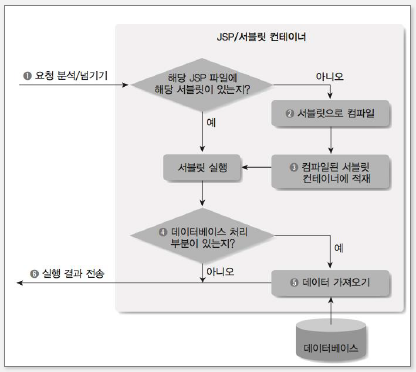 JSP/서블릿 컨테이너
❶ 요청 분석/넘기기
해당 JSP 파일에
해당 서블릿이 있는지?
아니오
❷ 서블릿으로 컴파일
예
서블릿 실행
❸ 컴파일된 서블릿
컨테이너에 적재
❹ 데이터베이스 처리
부분이 있는지?
예
아니오
❻ 실행 결과 전송
❺ 데이터 가져오기
데이터베이스